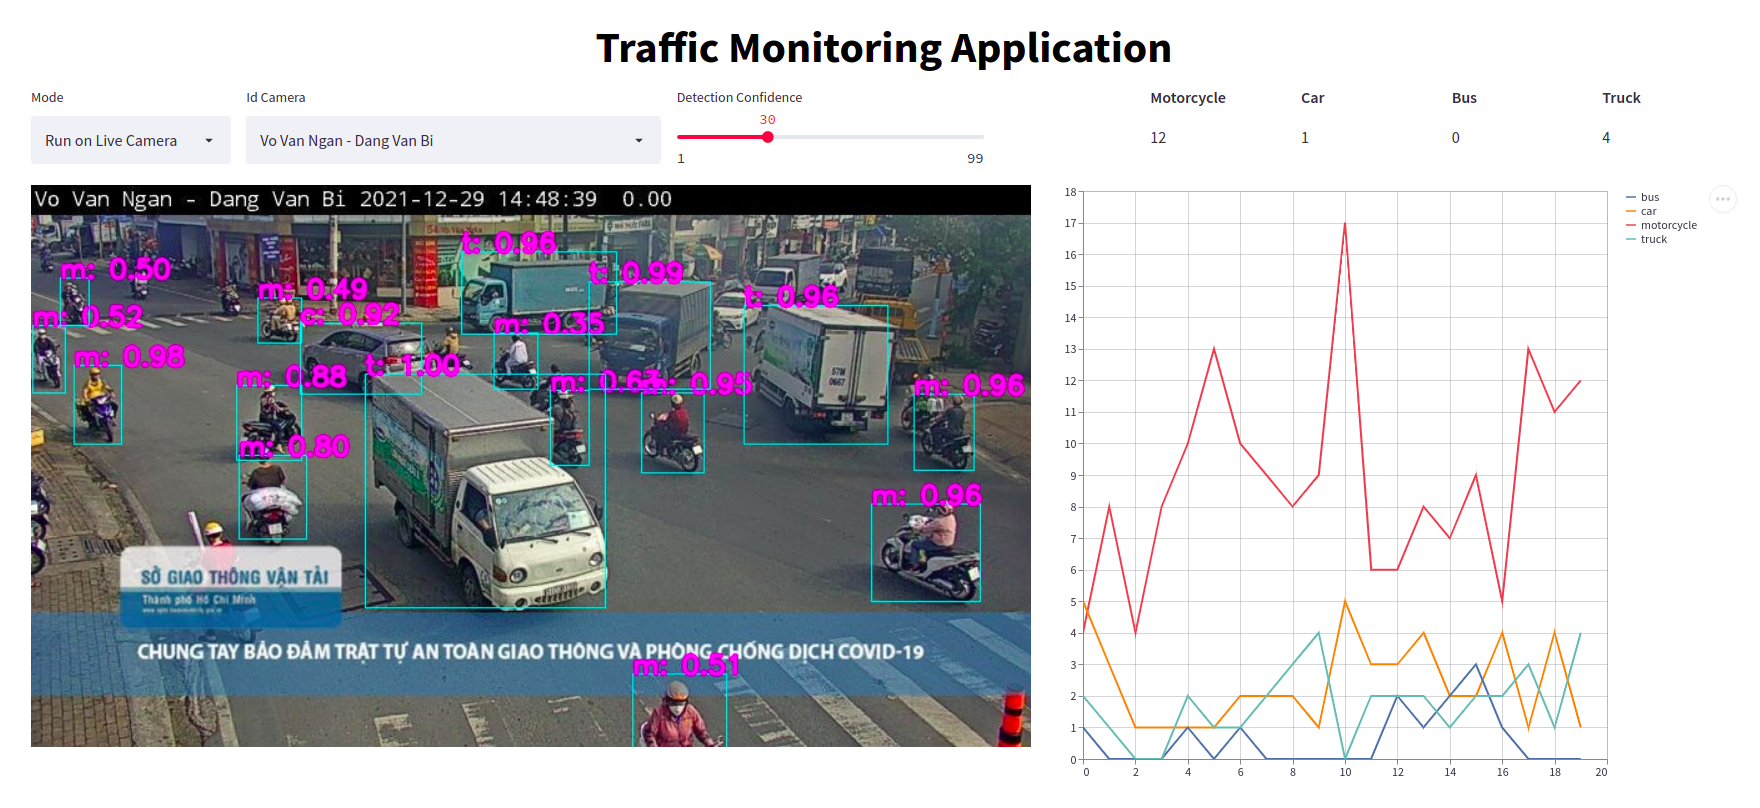 Traffic Monitoring Application
Mode
Id Camera
Detection Confidence
Motorcycle
Car
Bus
Truck
Run on Live Camera
Vo Van Ngan - Dang Van Bi
30
1
99
12
1
0
4
Vo Van Ngan - Dang Van Bi 2021-12-29 14:48:39 0.00
t: 0.96
m: 0.50
t: 0.99
m: 0.49
t: 0.96
m: 0.52
c: 0.92
m: 0.35
m: 0.98
t: 1.00
m: 0.88
m: 0.95
m: 0.96
m: 0.80
m: 0.96
57M
0667
SỞ GIAO THÔNG VẬN TẢI
Thành phố Hồ Chí Minh
CHUNG TAY BẢO ĐẢM TRẬT TỰ AN TOÀN GIAO THÔNG VÀ PHÒNG CHỐNG DỊCH COVID-19
m: 0.51
18
17
16
15
14
13
12
11
10
9
8
7
6
5
4
3
2
1
0
0 2 4 6 8 10 12 14 16 18 20
bus
car
motorcycle
truck